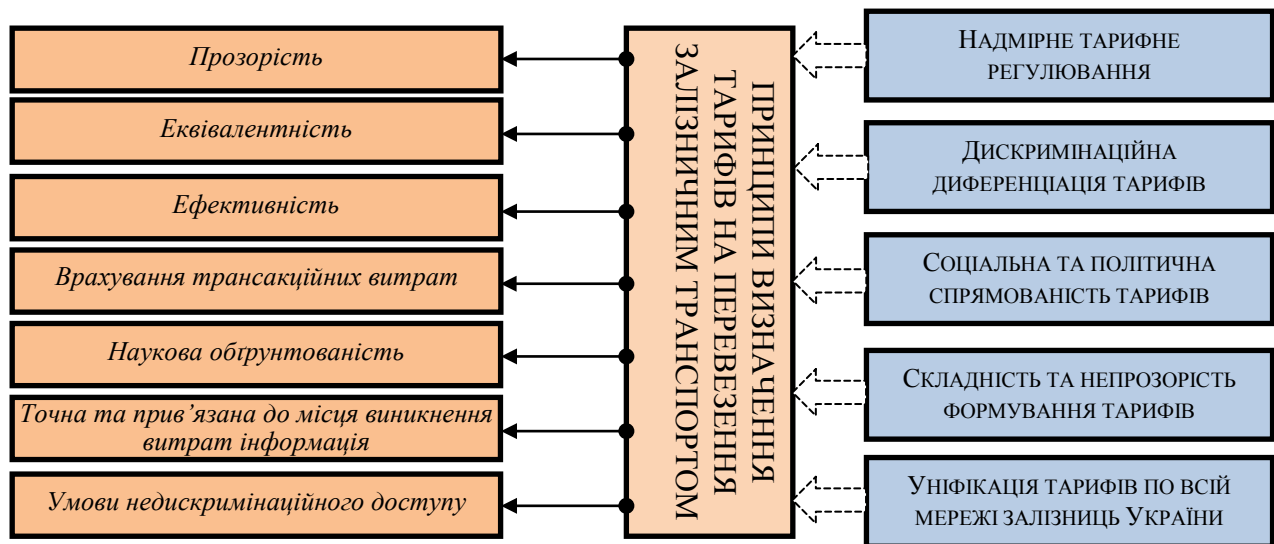 Прозорість
Еквівалентність
Ефективність
Врахування трансакційних витрат
Наукова обґрунтованість
Точна та прив’язана до місця виникнення
витрат інформація
Умови недискримінаційного доступу
ПРИНЦИПИ ВИЗНАЧЕННЯ
ТАРИФІВ НА ПЕРЕВЕЗЕННЯ
ЗАЛІЗНИЧНИМ ТРАНСПОРТОМ
НАДМІРНЕ ТАРИФНЕ
РЕГУЛЮВАННЯ
ДИСКРИМІНАЦІЙНА
ДИФЕРЕНЦІАЦІЯ ТАРИФІВ
СОЦІАЛЬНА ТА ПОЛІТИЧНА
СПРЯМОВАНІСТЬ ТАРИФІВ
СКЛАДНІСТЬ ТА НЕПРОЗОРІСТЬ
ФОРМУВАННЯ ТАРИФІВ
УНІФІКАЦІЯ ТАРИФІВ ПО ВСІЙ
МЕРЕЖІ ЗАЛІЗНИЦЬ УКРАЇНИ